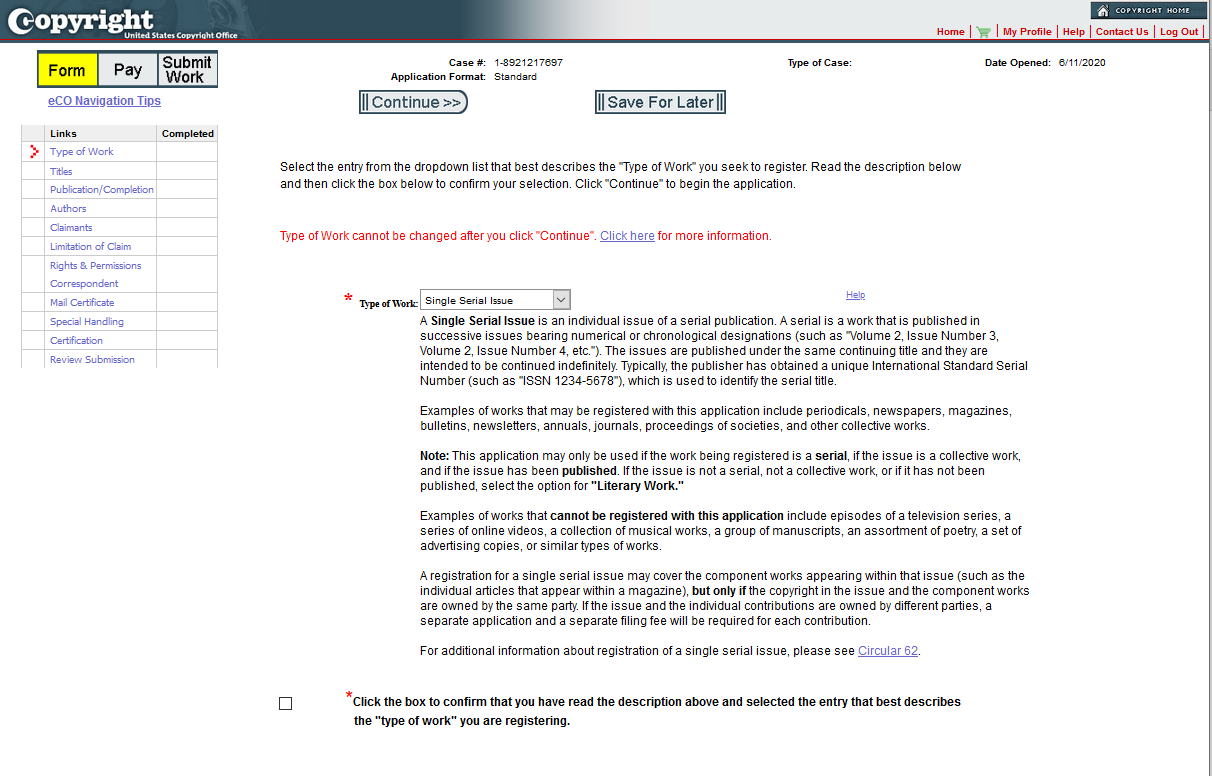 Copyright
United States Copyright Office
COPYRIGHT HOME
Home My Profile Help Contact Us Log Out
Form Pay Submit Work
eCO Navigation Tips
Case #: 1-8921217697 Type of Case: Date Opened: 6/11/2020
Application Format: Standard
Continue >> Save For Later
Links Completed
Type of Work
Titles
Publication/Completion
Authors
Claimants
Limitation of Claim
Rights & Permissions
Correspondent
Mail Certificate
Special Handling
Certification
Review Submission
Select the entry from the dropdown list that best describes the "Type of Work" you seek to register. Read the description below
and then click the box below to confirm your selection. Click "Continue" to begin the application.
Type of Work cannot be changed after you click "Continue". Click here for more information.
* Type of Work: Single Serial Issue Help
A Single Serial Issue is an individual issue of a serial publication. A serial is a work that is published in
successive issues bearing numerical or chronological designations (such as "Volume 2, Issue Number 3,
Volume 2, Issue Number 4, etc."). The issues are published under the same continuing title and they are
intended to be continued indefinitely. Typically, the publisher has obtained a unique International Standard Serial
Number (such as "ISSN 1234-5678"), which is used to identify the serial title.
Examples of works that may be registered with this application include periodicals, newspapers, magazines,
bulletins, newsletters, annuals, journals, proceedings of societies, and other collective works.
Note: This application may only be used if the work being registered is a serial, if the issue is a collective work,
and if the issue has been published. If the issue is not a serial, not a collective work, or if it has not been
published, select the option for "Literary Work."
Examples of works that cannot be registered with this application include episodes of a television series, a
series of online videos, a collection of musical works, a group of manuscripts, an assortment of poetry, a set of
advertising copies, or similar types of works.
A registration for a single serial issue may cover the component works appearing within that issue (such as the
individual articles that appear within a magazine), but only if the copyright in the issue and the component works
are owned by the same party. If the issue and the individual contributions are owned by different parties, a
separate application and a separate filing fee will be required for each contribution.
For additional information about registration of a single serial issue, please see Circular 62.
*Click the box to confirm that you have read the description above and selected the entry that best describes
the "type of work" you are registering.